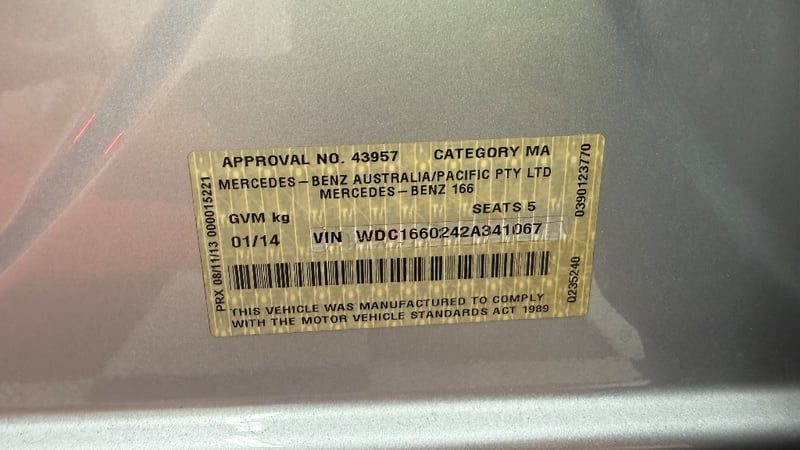 APPROVAL NO. 43957 CATEGORY MA
MERCEDES-BENZ AUSTRALIA/PACIFIC PTY LTD
MERCEDES-BENZ 166
GVM kg SEATS 5
01/14 VIN WDC1660242A341067
THIS VEHICLE WAS MANUFACTURED TO COMPLY
WITH THE MOTOR VEHICLE STANDARDS ACT 1989
PRX 08/11/13 000015221
0390123770
0235240